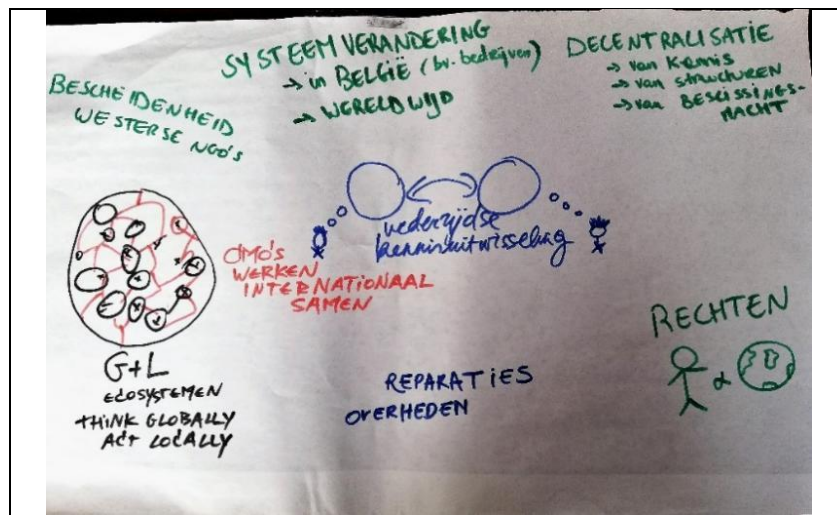 BESCHEIDENHEID
WESTERSE NGO'S
SYSTEEMVERANDERING
→ in BELGIË (bv. bedrijven)
→ WERELDWIJD
DECENTRALISATIE
→ van Kennis
→ van STRUCTUREN
→ van BESLISSINGS-
MACHT
wederzijdse
kennisuitwisseling
OMO'S
WERKEN
INTERNATIONAAL
SAMEN
G+L
ECOSYSTEMEN
THINK GLOBALLY
ACT LOCALLY
REPARATIES
OVERHEDEN
RECHTEN